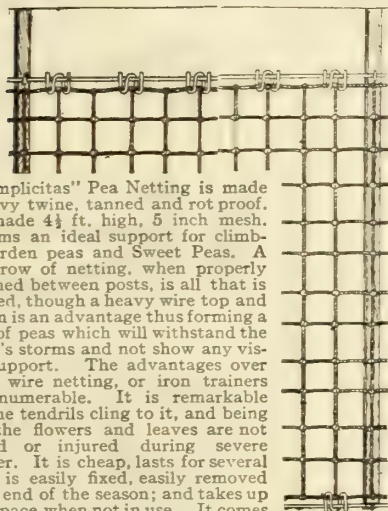 mplicitas" Pea Netting is made
vy twine, tanned and rot proof.
nade 4½ ft. high, 5 inch mesh.
ms an ideal support for climb-
arden peas and Sweet Peas. A
row of netting, when properly
ned between posts, is all that is
ed, though a heavy wire top and
n is an advantage thus forming a
of peas which will withstand the
's storms and not show any vis-
upport. The advantages over
wire netting, or iron trainers
numerable. It is remarkable
ne tendrils cling to it, and being
the flowers and leaves are not
d or injured during severe
er. It is cheap, lasts for several
is easily fixed, easily removed
end of the season; and takes up
pace when not in use. It comes